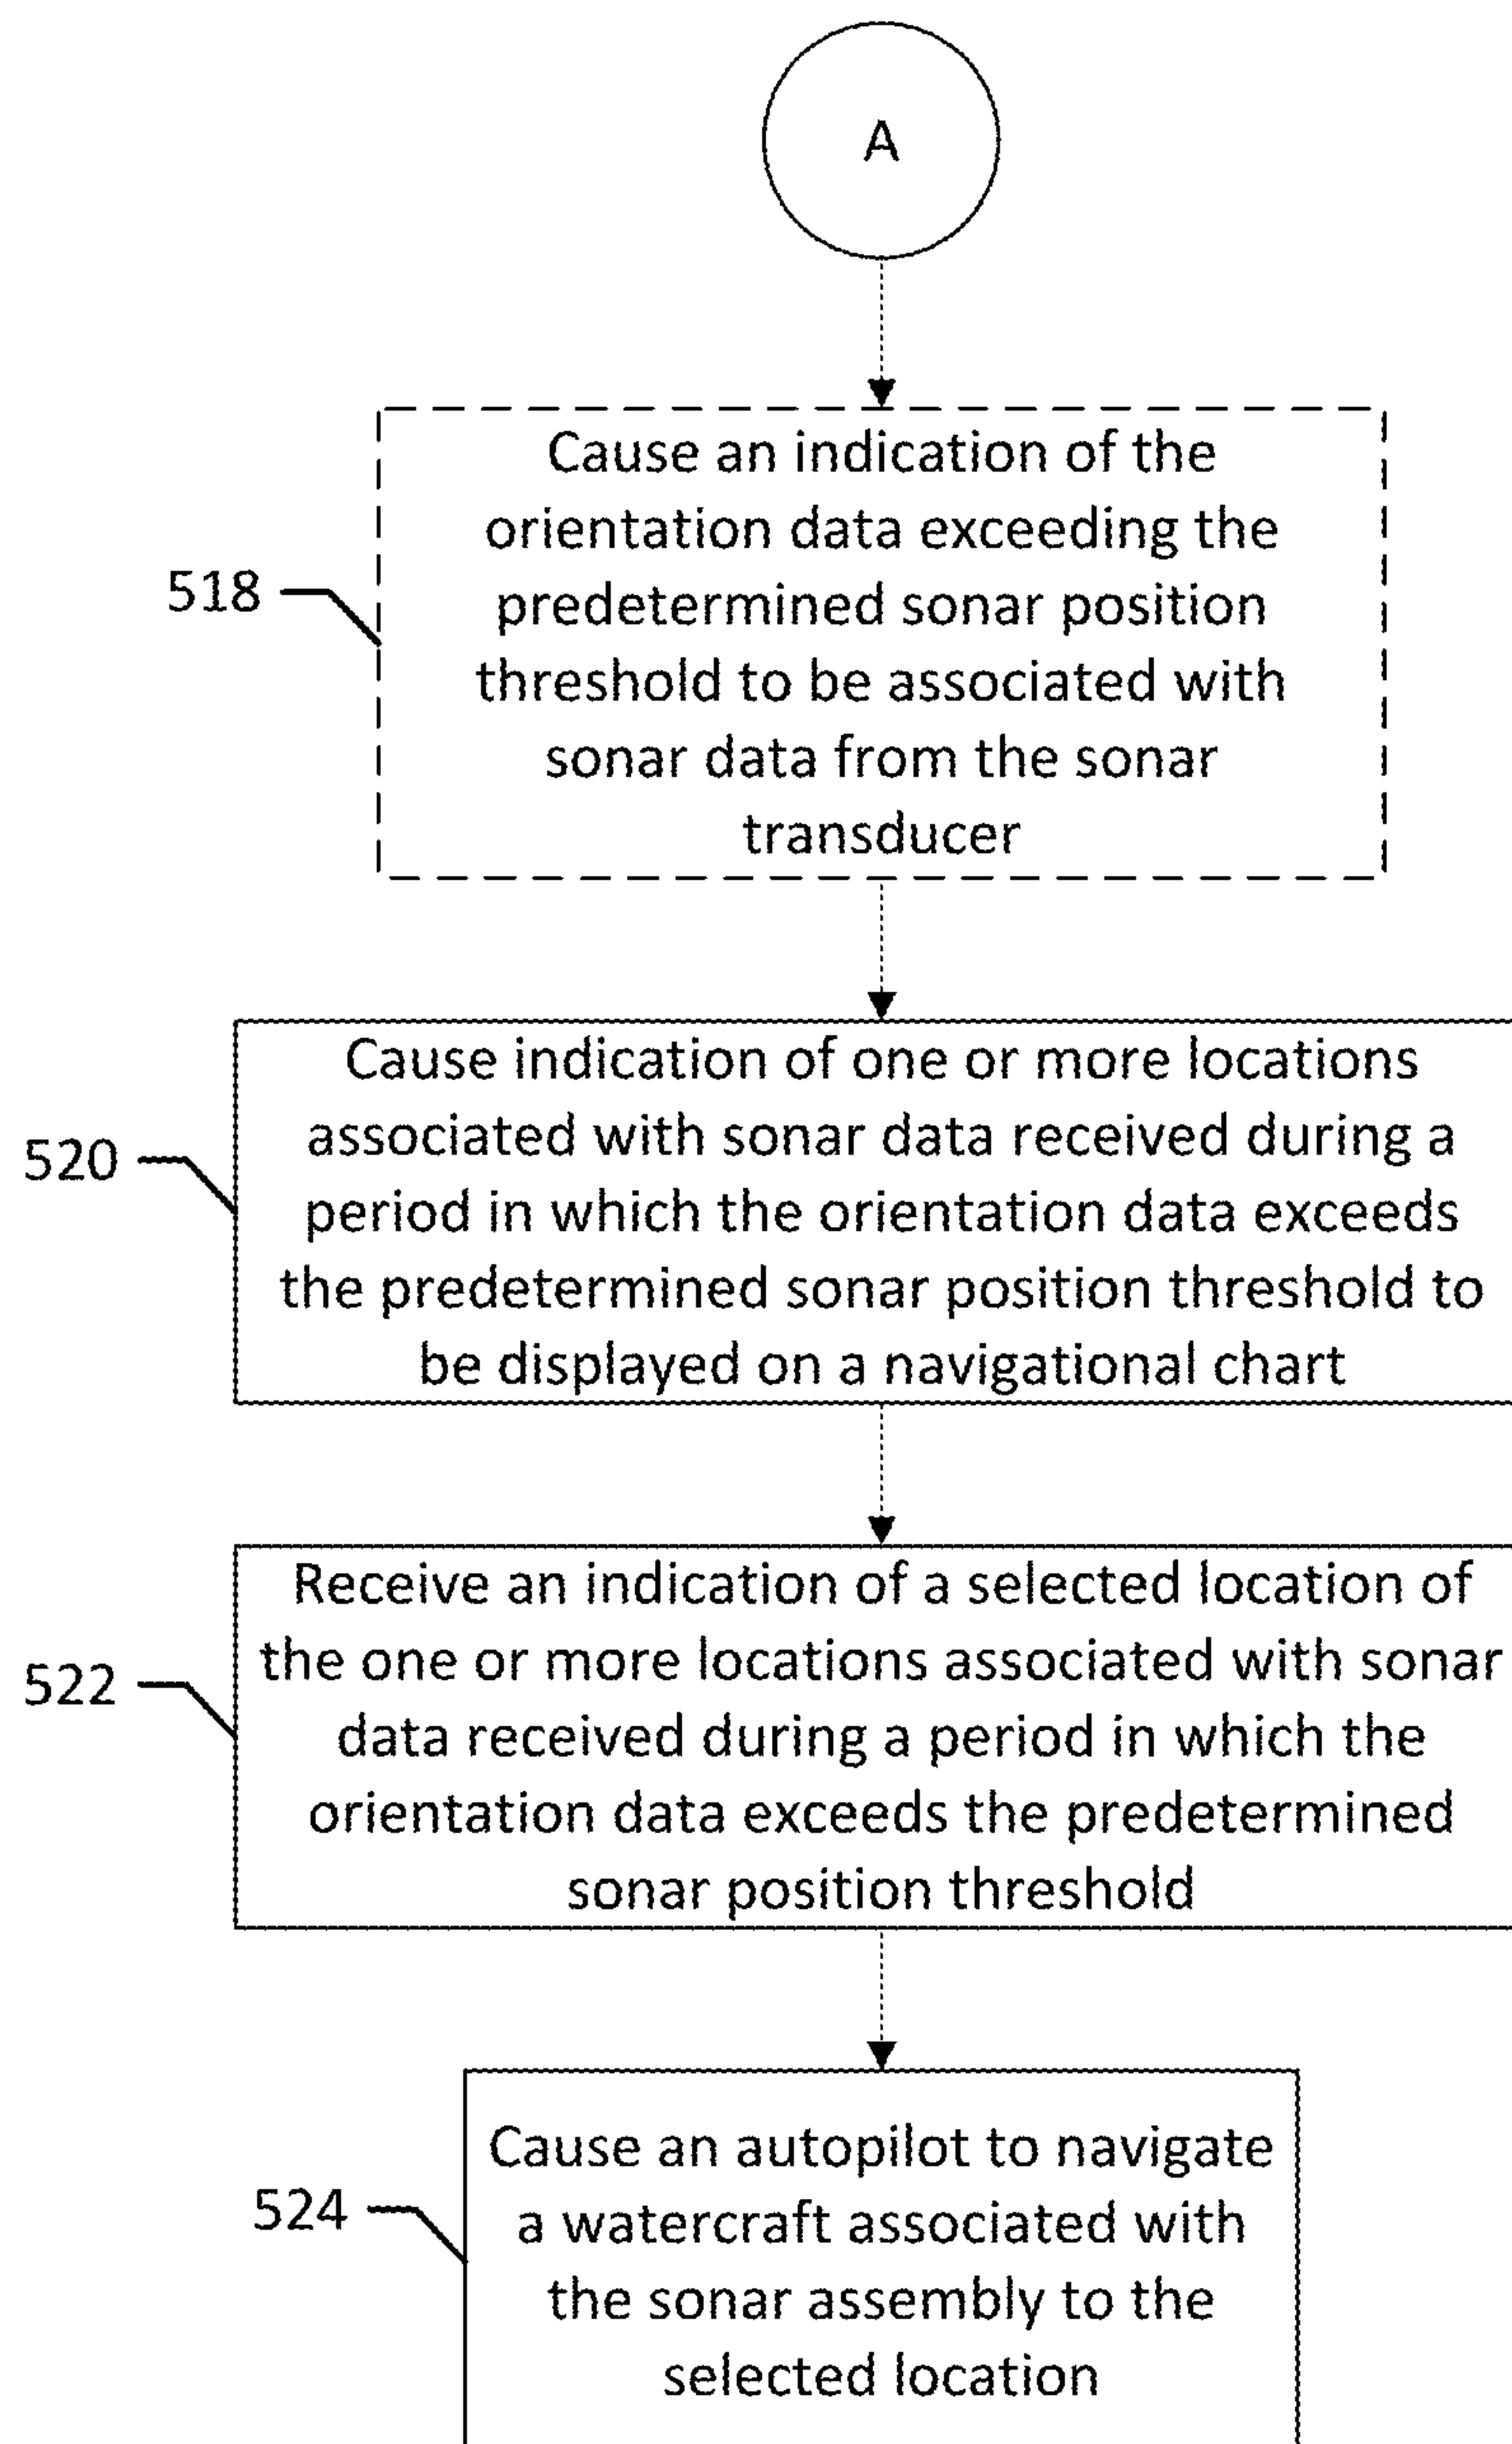 A
Cause an indication of the
orientation data exceeding the
predetermined sonar position
threshold to be associated with
sonar data from the sonar
transducer
518
Cause indication of one or more locations
associated with sonar data received during a
period in which the orientation data exceeds
the predetermined sonar position threshold to
be displayed on a navigational chart
520
Receive an indication of a selected location of
the one or more locations associated with sonar
data received during a period in which the
orientation data exceeds the predetermined
sonar position threshold
522
Cause an autopilot to navigate
a watercraft associated with
the sonar assembly to the
selected location
524